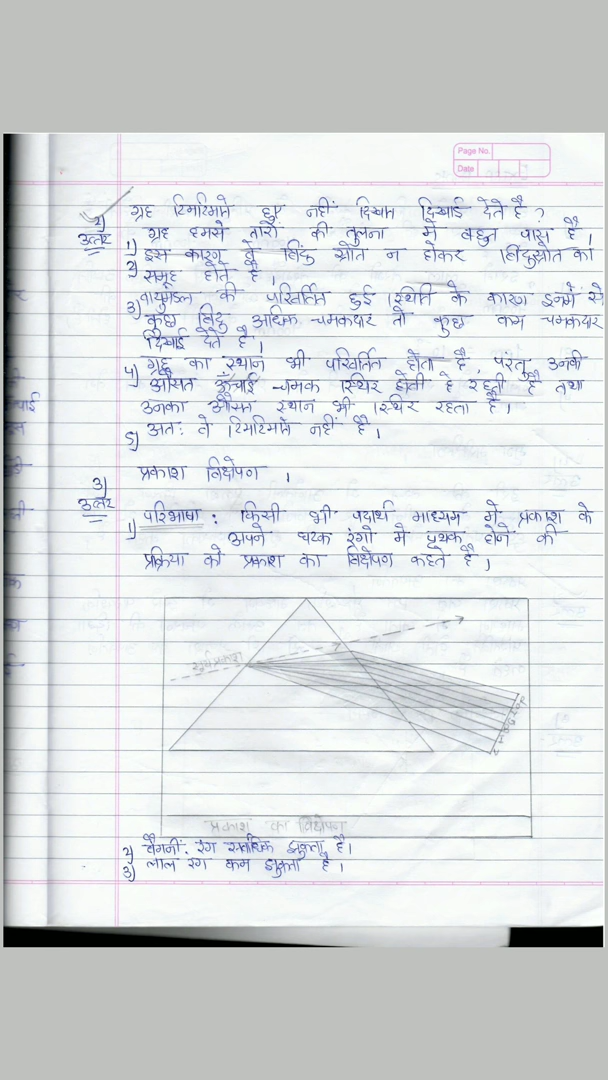 Page No.
Date
2) ग्रह टिमटिमाते हुए नहीं दिखाई देते है ?
उत्तर
1) ग्रह हमसे तारो की तुलना में बहुत पास है ।
2) इस कारण वे बिंदु स्रोत न होकर बिंदुस्रोत का
समूह होते है ।
3) वायुमंडल की परिवर्तित हुई स्थिति के कारण इनमें से
कुछ बिंदु अधिक चमकदार तो कुछ कम चमकदार
दिखाई देते है ।
4) ग्रह का स्थान भी परिवर्तित होता है, परंतु उनकी
औसत ऊँचाई चमक स्थिर होती हे रहती है तथा
उनका औसत स्थान भी स्थिर रहता है ।
5) अतः वे टिमटिमाते नहीं है ।
3) प्रकाश विक्षेपण ।
उत्तर
1) परिभाषा : किसी भी पदार्थ माध्यम में प्रकाश के
अपने घटक रंगो में पृथक होने की
प्रक्रिया को प्रकाश का विक्षेपण कहते है ।
सूर्यप्रकाश
प्रकाश का विक्षेपण
2) बैगनी रंग सर्वाधिक झुकता है।
3) लाल रंग कम झुकता है ।